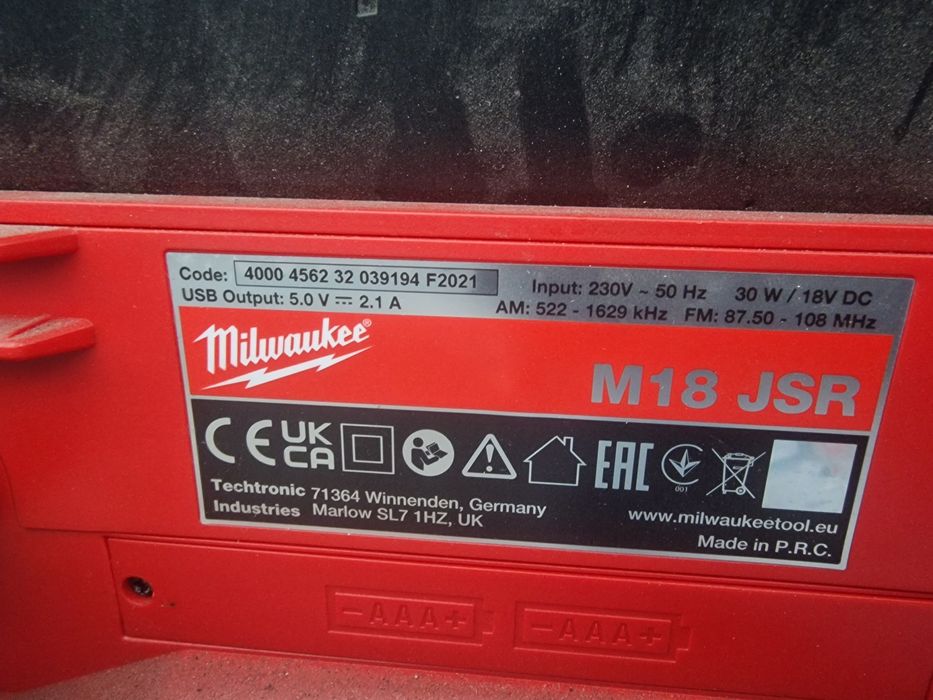 Code: 4000 4562 32 039194 F2021
USB Output: 5.0 V ⎓ 2.1 A
Input: 230V ~ 50 Hz 30 W / 18V DC
AM: 522 - 1629 kHz FM: 87.50 - 108 MHz
Milwaukee®
M18 JSR
CE UK CA EAC
001
Techtronic Industries
71364 Winnenden, Germany
Marlow SL7 1HZ, UK
www.milwaukeetool.eu
Made in P.R.C.
−AAA+ −AAA+